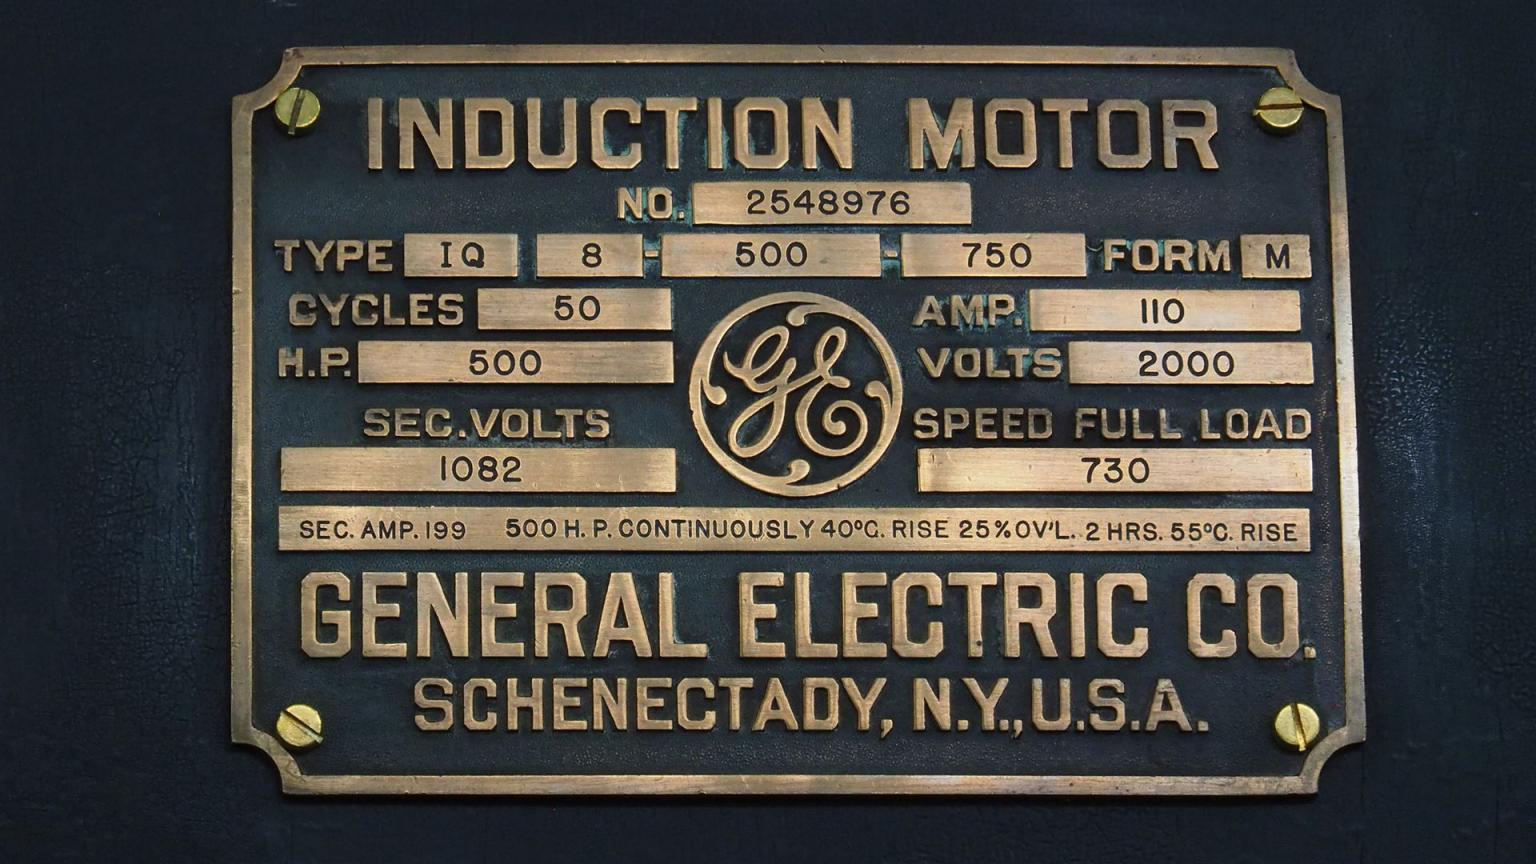 INDUCTION MOTOR
NO. 2548976
TYPE IQ 8-500-750 FORM M
CYCLES 50 AMP. 110
H.P. 500 VOLTS 2000
GE
SEC. VOLTS SPEED FULL LOAD
1082 730
SEC. AMP. 199 500 H. P. CONTINUOUSLY 40°C. RISE 25% OV'L. 2 HRS. 55°C. RISE
GENERAL ELECTRIC CO.
SCHENECTADY, N.Y., U.S.A.